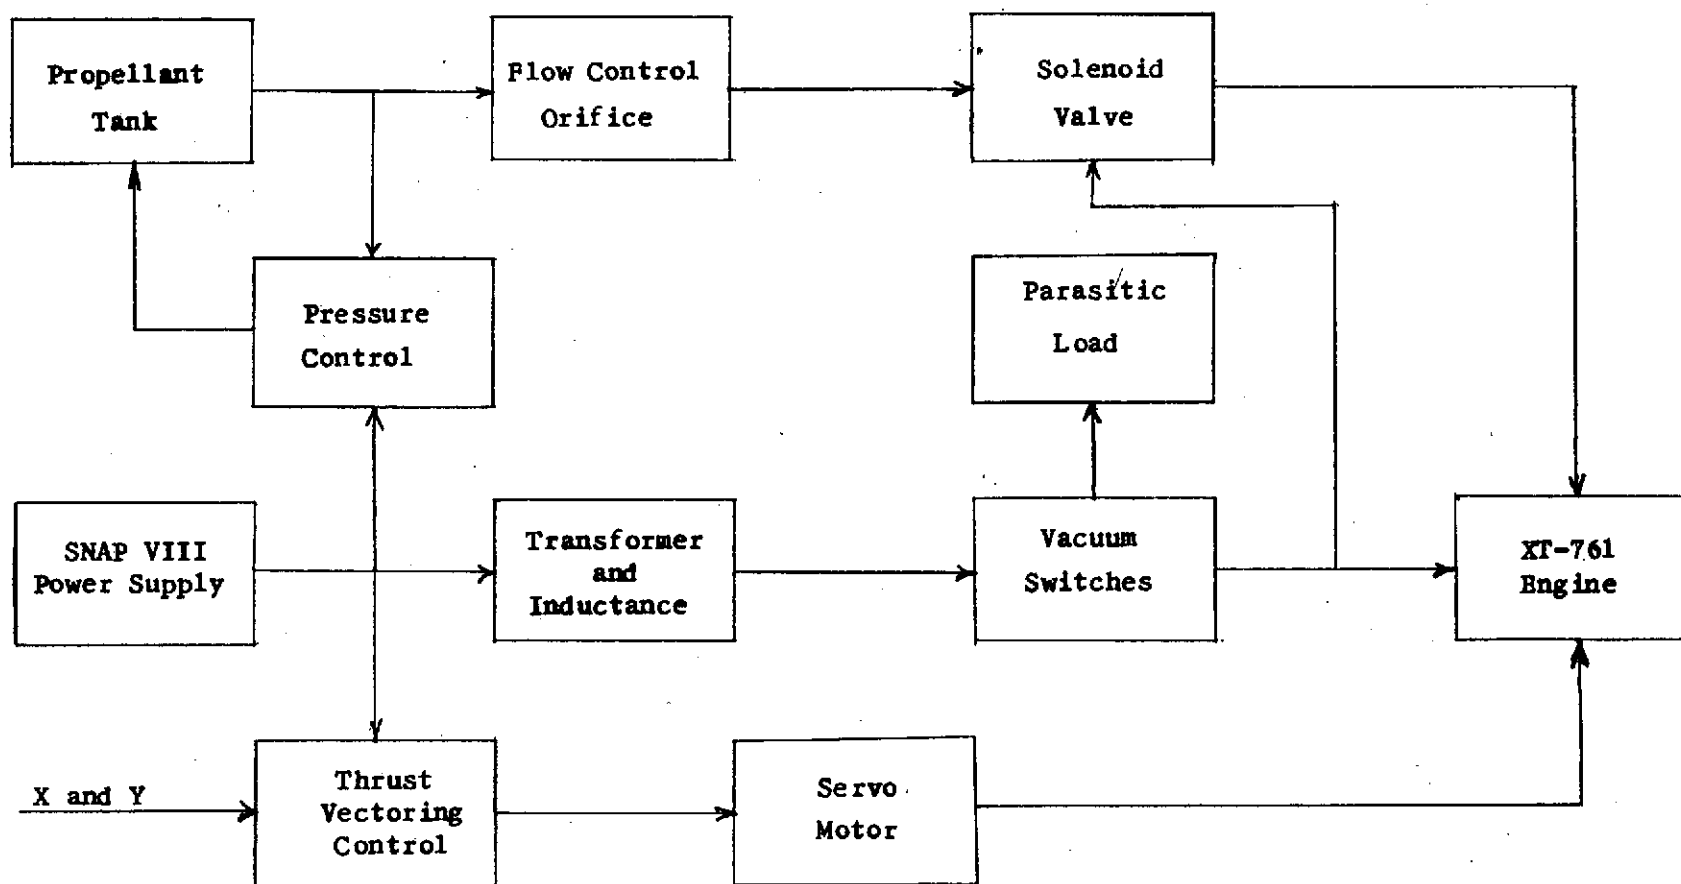 Propellant
Tank
Flow Control
Orifice
Solenoid
Valve
Pressure
Control
Parasitic
Load
SNAP VIII
Power Supply
Transformer
and
Inductance
Vacuum
Switches
XT-761
Engine
X and Y
Thrust
Vectoring
Control
Servo
Motor